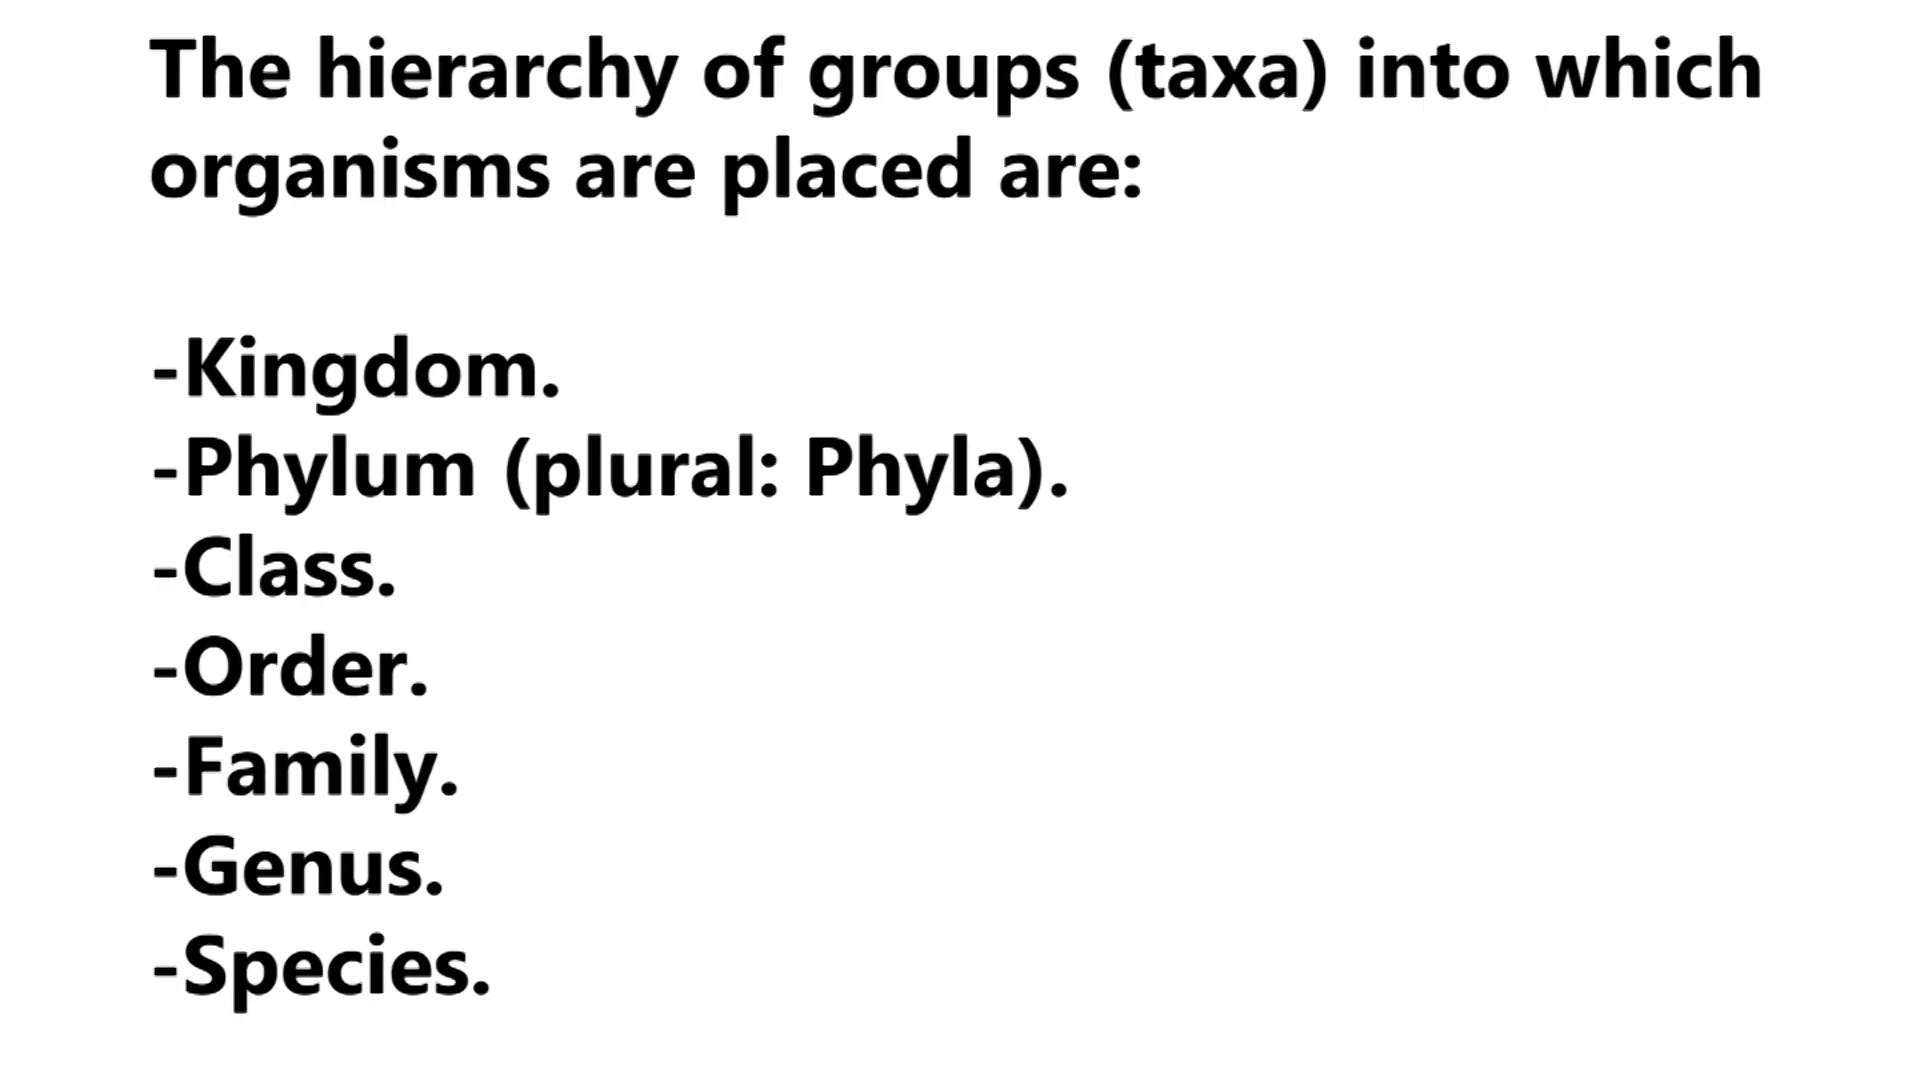 The hierarchy of groups (taxa) into which
organisms are placed are:
-Kingdom.
-Phylum (plural: Phyla).
-Class.
-Order.
-Family.
-Genus.
-Species.